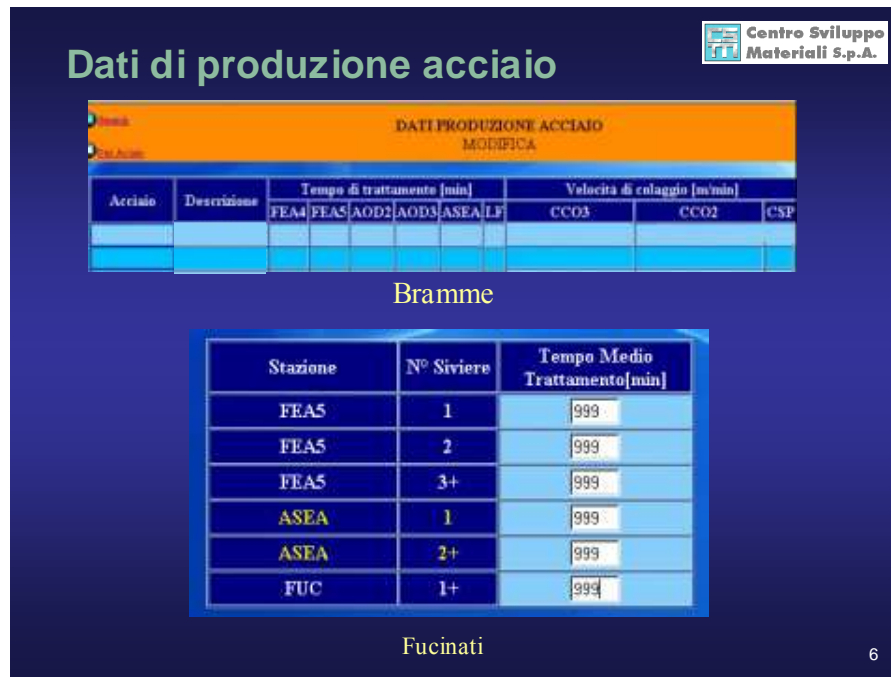 Dati di produzione acciaio
Centro Sviluppo
Materiali S.p.A.
DATI PRODUZIONE ACCIAIO
MODIFICA
Acciaio Descrizione Tempo di trattamento [min] Velocità di colaggio [m/min]
FEA4 FEA5 AOD2 AOD3 ASEA LF CCO3 CCO2 CSP
Bramme
Stazione N° Siviere Tempo Medio
Trattamento[min]
FEA5 1 999
FEA5 2 999
FEA5 3+ 999
ASEA 1 999
ASEA 2+ 999
FUC 1+ 999
Fucinati
6